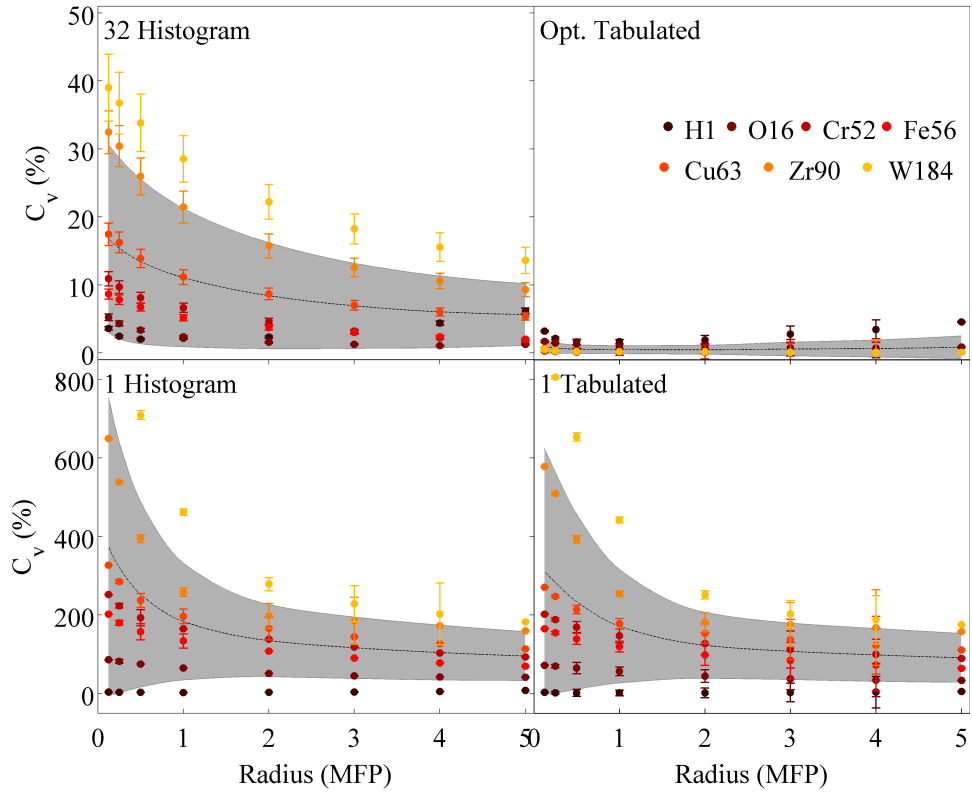 32 Histogram
Opt. Tabulated
50
40
30
20
10
0
C_v (%)
H1 O16 Cr52 Fe56
Cu63 Zr90 W184
1 Histogram
1 Tabulated
800
600
400
200
0
C_v (%)
0 1 2 3 4 5
0 1 2 3 4 5
Radius (MFP)
Radius (MFP)